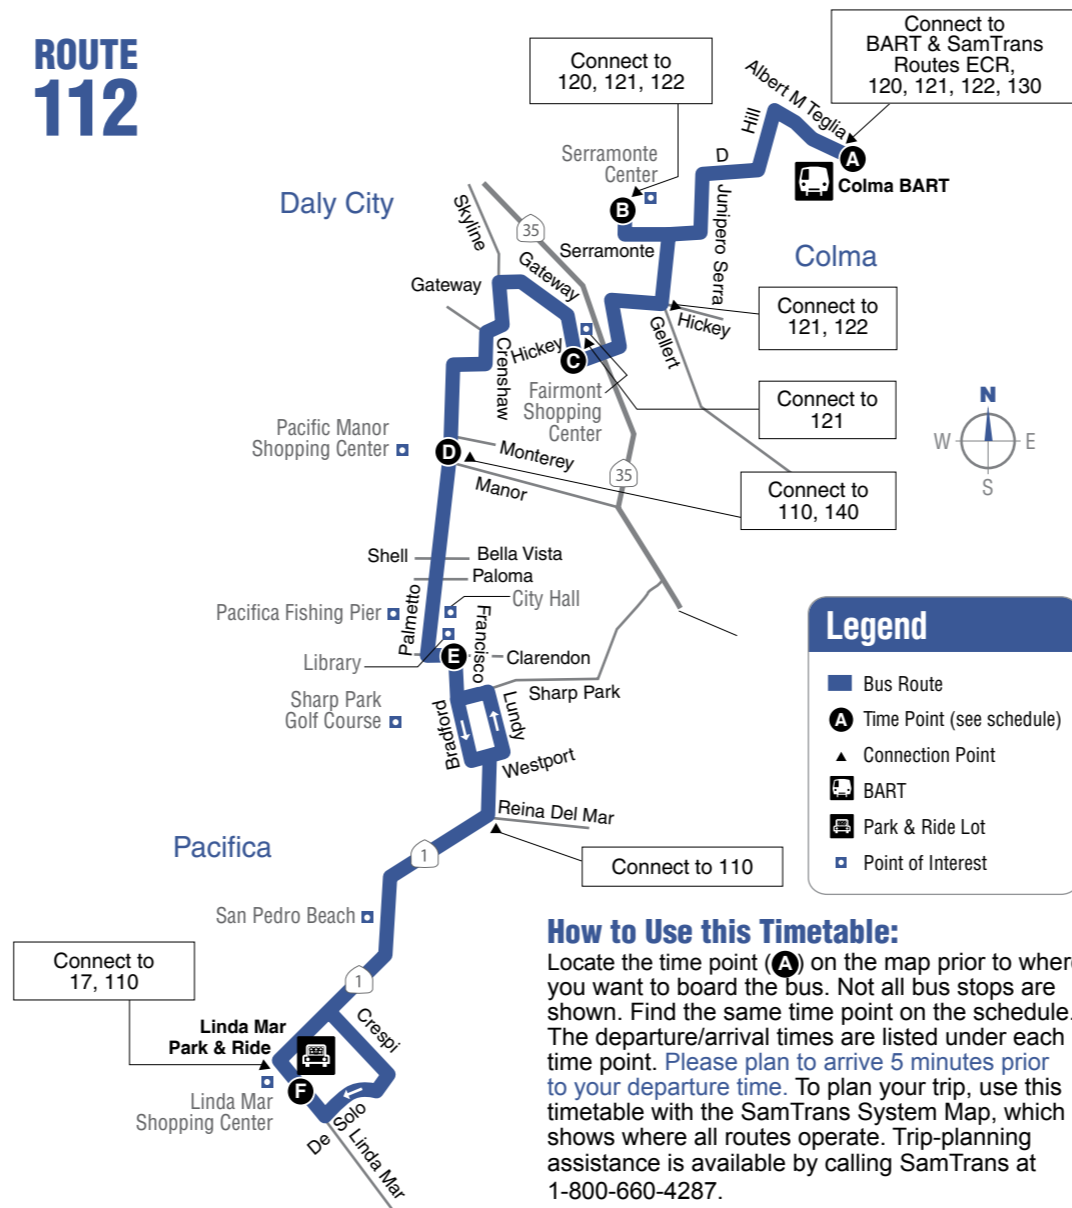 ROUTE
112
Connect to
120, 121, 122
Connect to
BART & SamTrans
Routes ECR,
120, 121, 122, 130
Albert M Teglia
Hill
D
A
Colma BART
Serramonte
Center
B
Junipero Serra
Daly City
Skyline
35
Gateway
Serramonte
Colma
Gateway
Connect to
121, 122
Hickey
Gellert
Crenshaw
Hickey
C
Fairmont
Shopping
Center
Connect to
121
N
W
E
S
Pacific Manor
Shopping Center
D
Monterey
Manor
35
Connect to
110, 140
Shell
Bella Vista
Paloma
Pacifica Fishing Pier
City Hall
Palmetto
Francisco
Library
E
Clarendon
Sharp Park
Sharp Park
Golf Course
Bradford
Lundy
Westport
Reina Del Mar
Legend
Bus Route
A
Time Point (see schedule)
Connection Point
BART
Park & Ride Lot
Point of Interest
Pacifica
1
Connect to 110
San Pedro Beach
Connect to
17, 110
1
Crespi
Linda Mar
Park & Ride
F
Linda Mar
Shopping Center
De Solo
Linda Mar
How to Use this Timetable:
Locate the time point (A) on the map prior to where
you want to board the bus. Not all bus stops are
shown. Find the same time point on the schedule.
The departure/arrival times are listed under each
time point. Please plan to arrive 5 minutes prior
to your departure time. To plan your trip, use this
timetable with the SamTrans System Map, which
shows where all routes operate. Trip-planning
assistance is available by calling SamTrans at
1-800-660-4287.